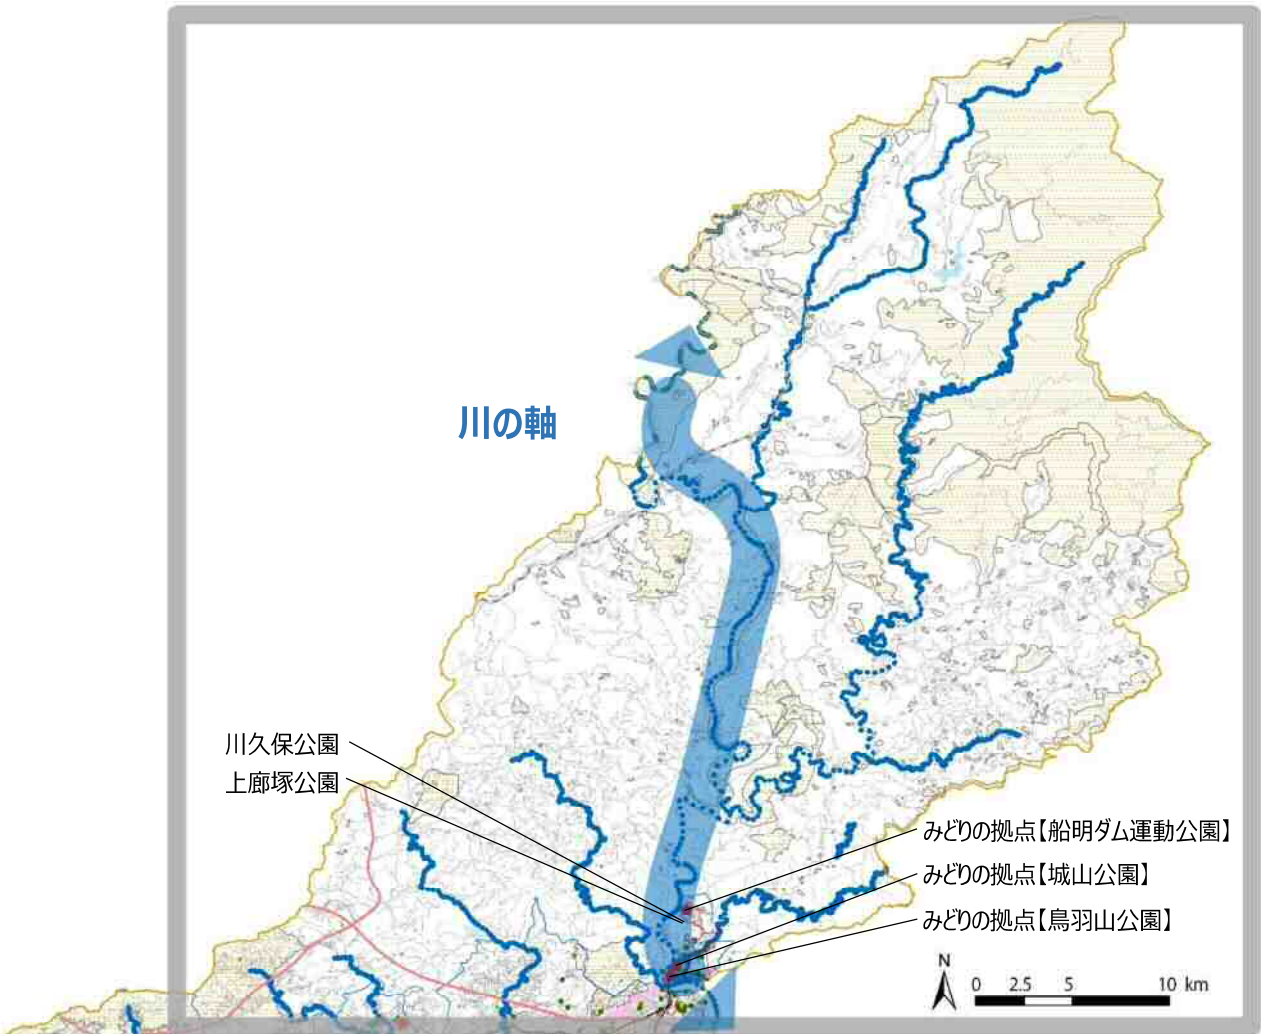 川の軸
川久保公園
上廊塚公園
みどりの拠点【船明ダム運動公園】
みどりの拠点【城山公園】
みどりの拠点【鳥羽山公園】
N
0 2.5 5 10 km